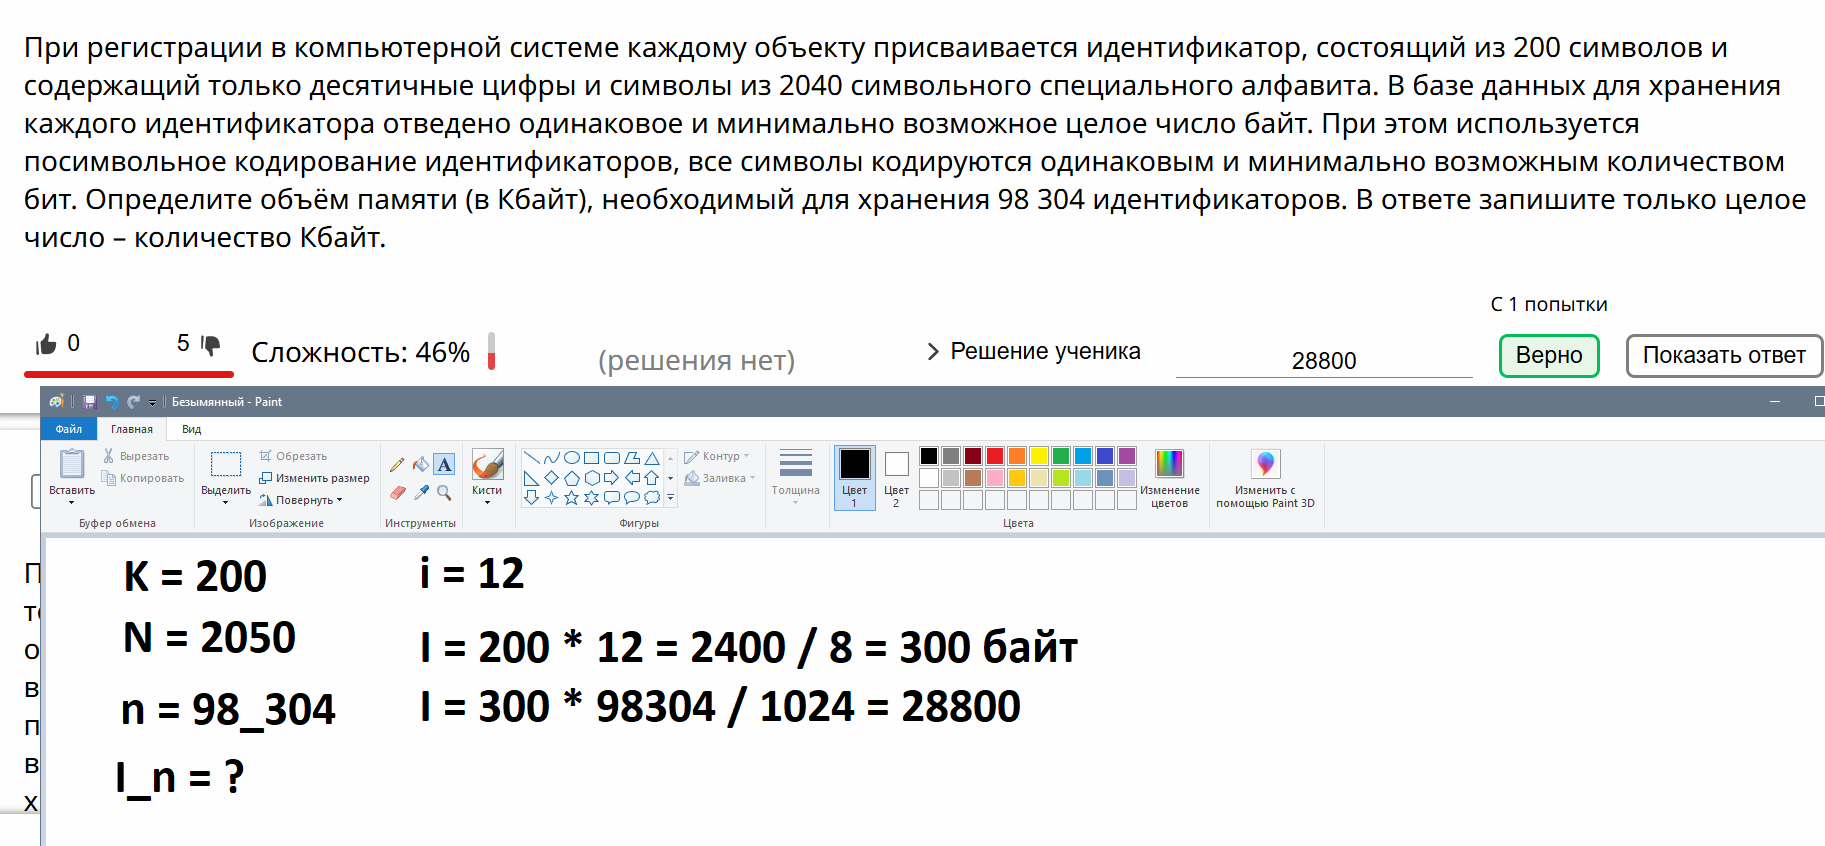 При регистрации в компьютерной системе каждому объекту присваивается идентификатор, состоящий из 200 символов и
содержащий только десятичные цифры и символы из 2040 символьного специального алфавита. В базе данных для хранения
каждого идентификатора отведено одинаковое и минимально возможное целое число байт. При этом используется
посимвольное кодирование идентификаторов, все символы кодируются одинаковым и минимально возможным количеством
бит. Определите объём памяти (в Кбайт), необходимый для хранения 98 304 идентификаторов. В ответе запишите только целое
число – количество Кбайт.
С 1 попытки
0 5 Сложность: 46% (решения нет) Решение ученика 28800 Верно Показать ответ
Безымянный - Paint
Файл Главная Вид
Вставить Вырезать Копировать
Буфер обмена
Выделить Обрезать Изменить размер Повернуть
Изображение
A
Инструменты
Кисти
Контур Заливка
Фигуры
Толщина
Цвет 1 Цвет 2
Изменение цветов
Цвета
Изменить с помощью Paint 3D
K = 200 i = 12
N = 2050 I = 200 * 12 = 2400 / 8 = 300 байт
n = 98_304 I = 300 * 98304 / 1024 = 28800
I_n = ?